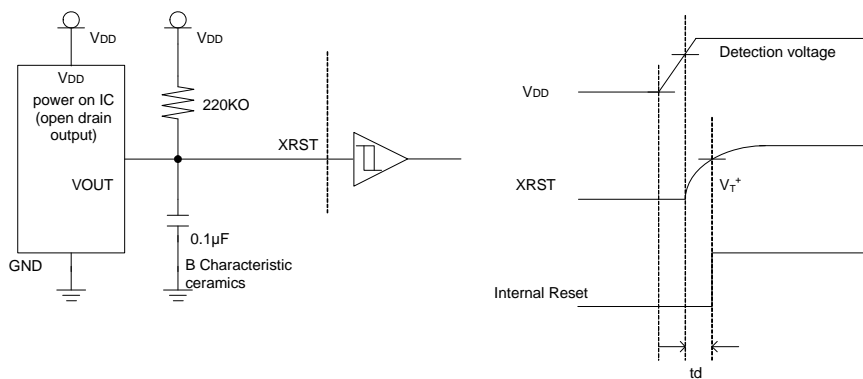 VDD
VDD
VDD
power on IC
(open drain
output)
VOUT
GND
220KO
XRST
0.1µF
B Characteristic
ceramics
Detection voltage
VDD
XRST
VT+
Internal Reset
td